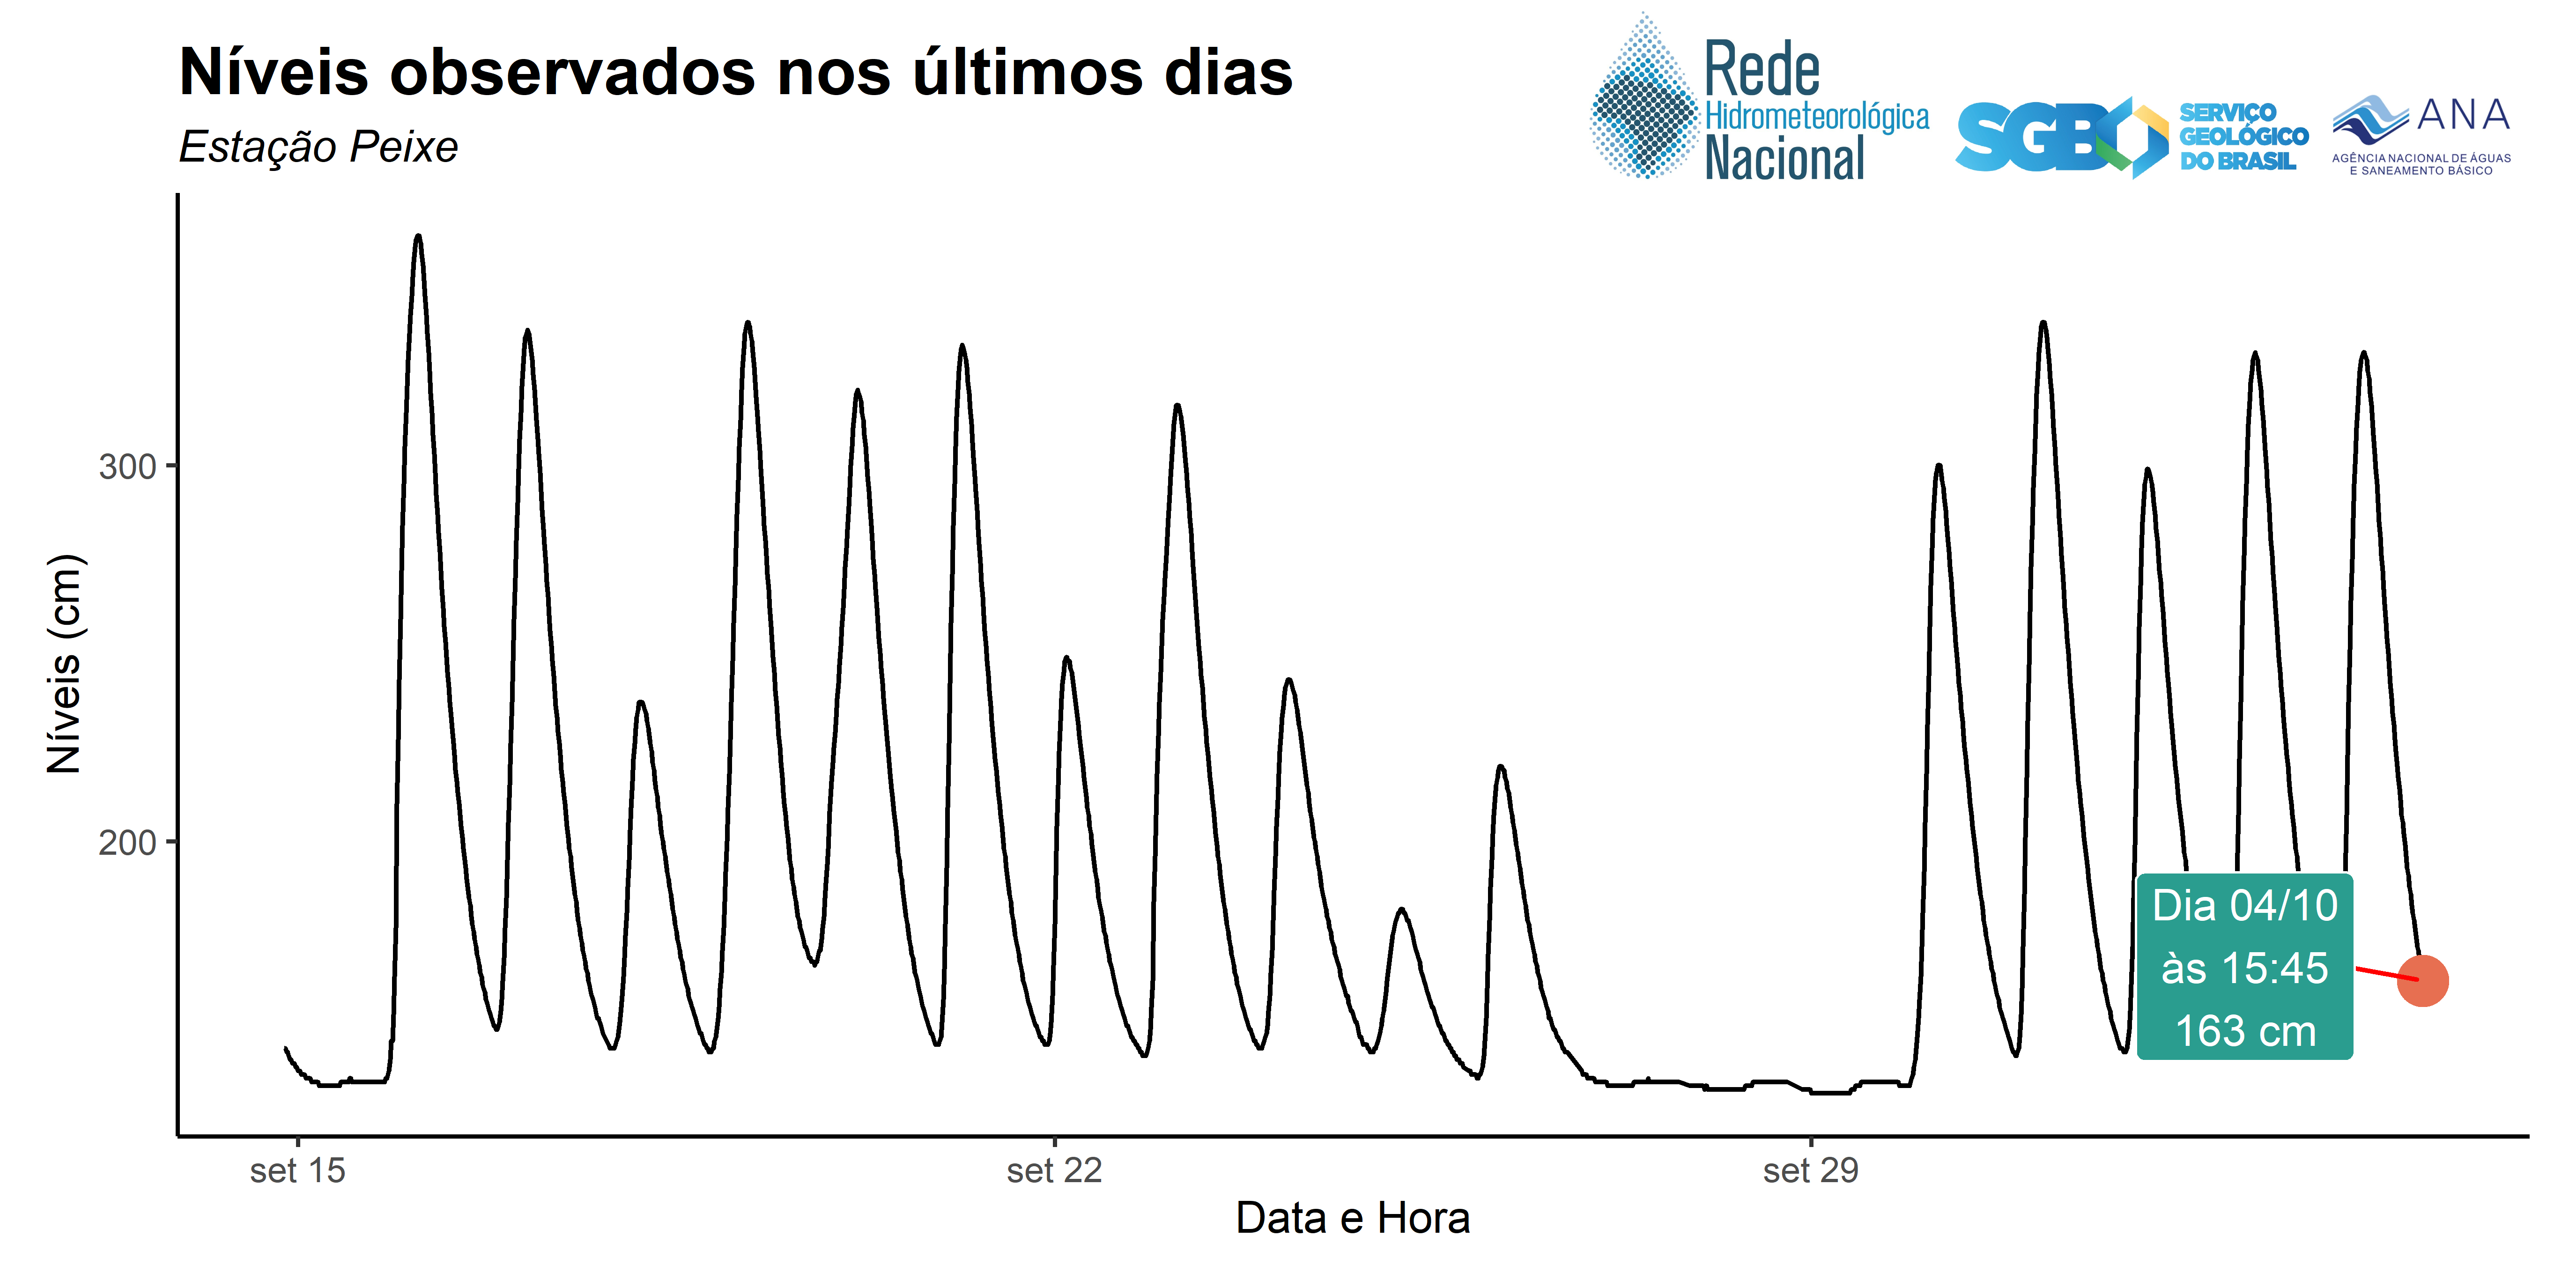 Níveis observados nos últimos dias
Estação Peixe
Rede
Hidrometeorológica
Nacional
SGB
SERVIÇO
GEOLÓGICO
DO BRASIL
ANA
AGÊNCIA NACIONAL DE ÁGUAS
E SANEAMENTO BÁSICO
Níveis (cm)
300
200
Dia 04/10
às 15:45
163 cm
set 15
set 22
set 29
Data e Hora